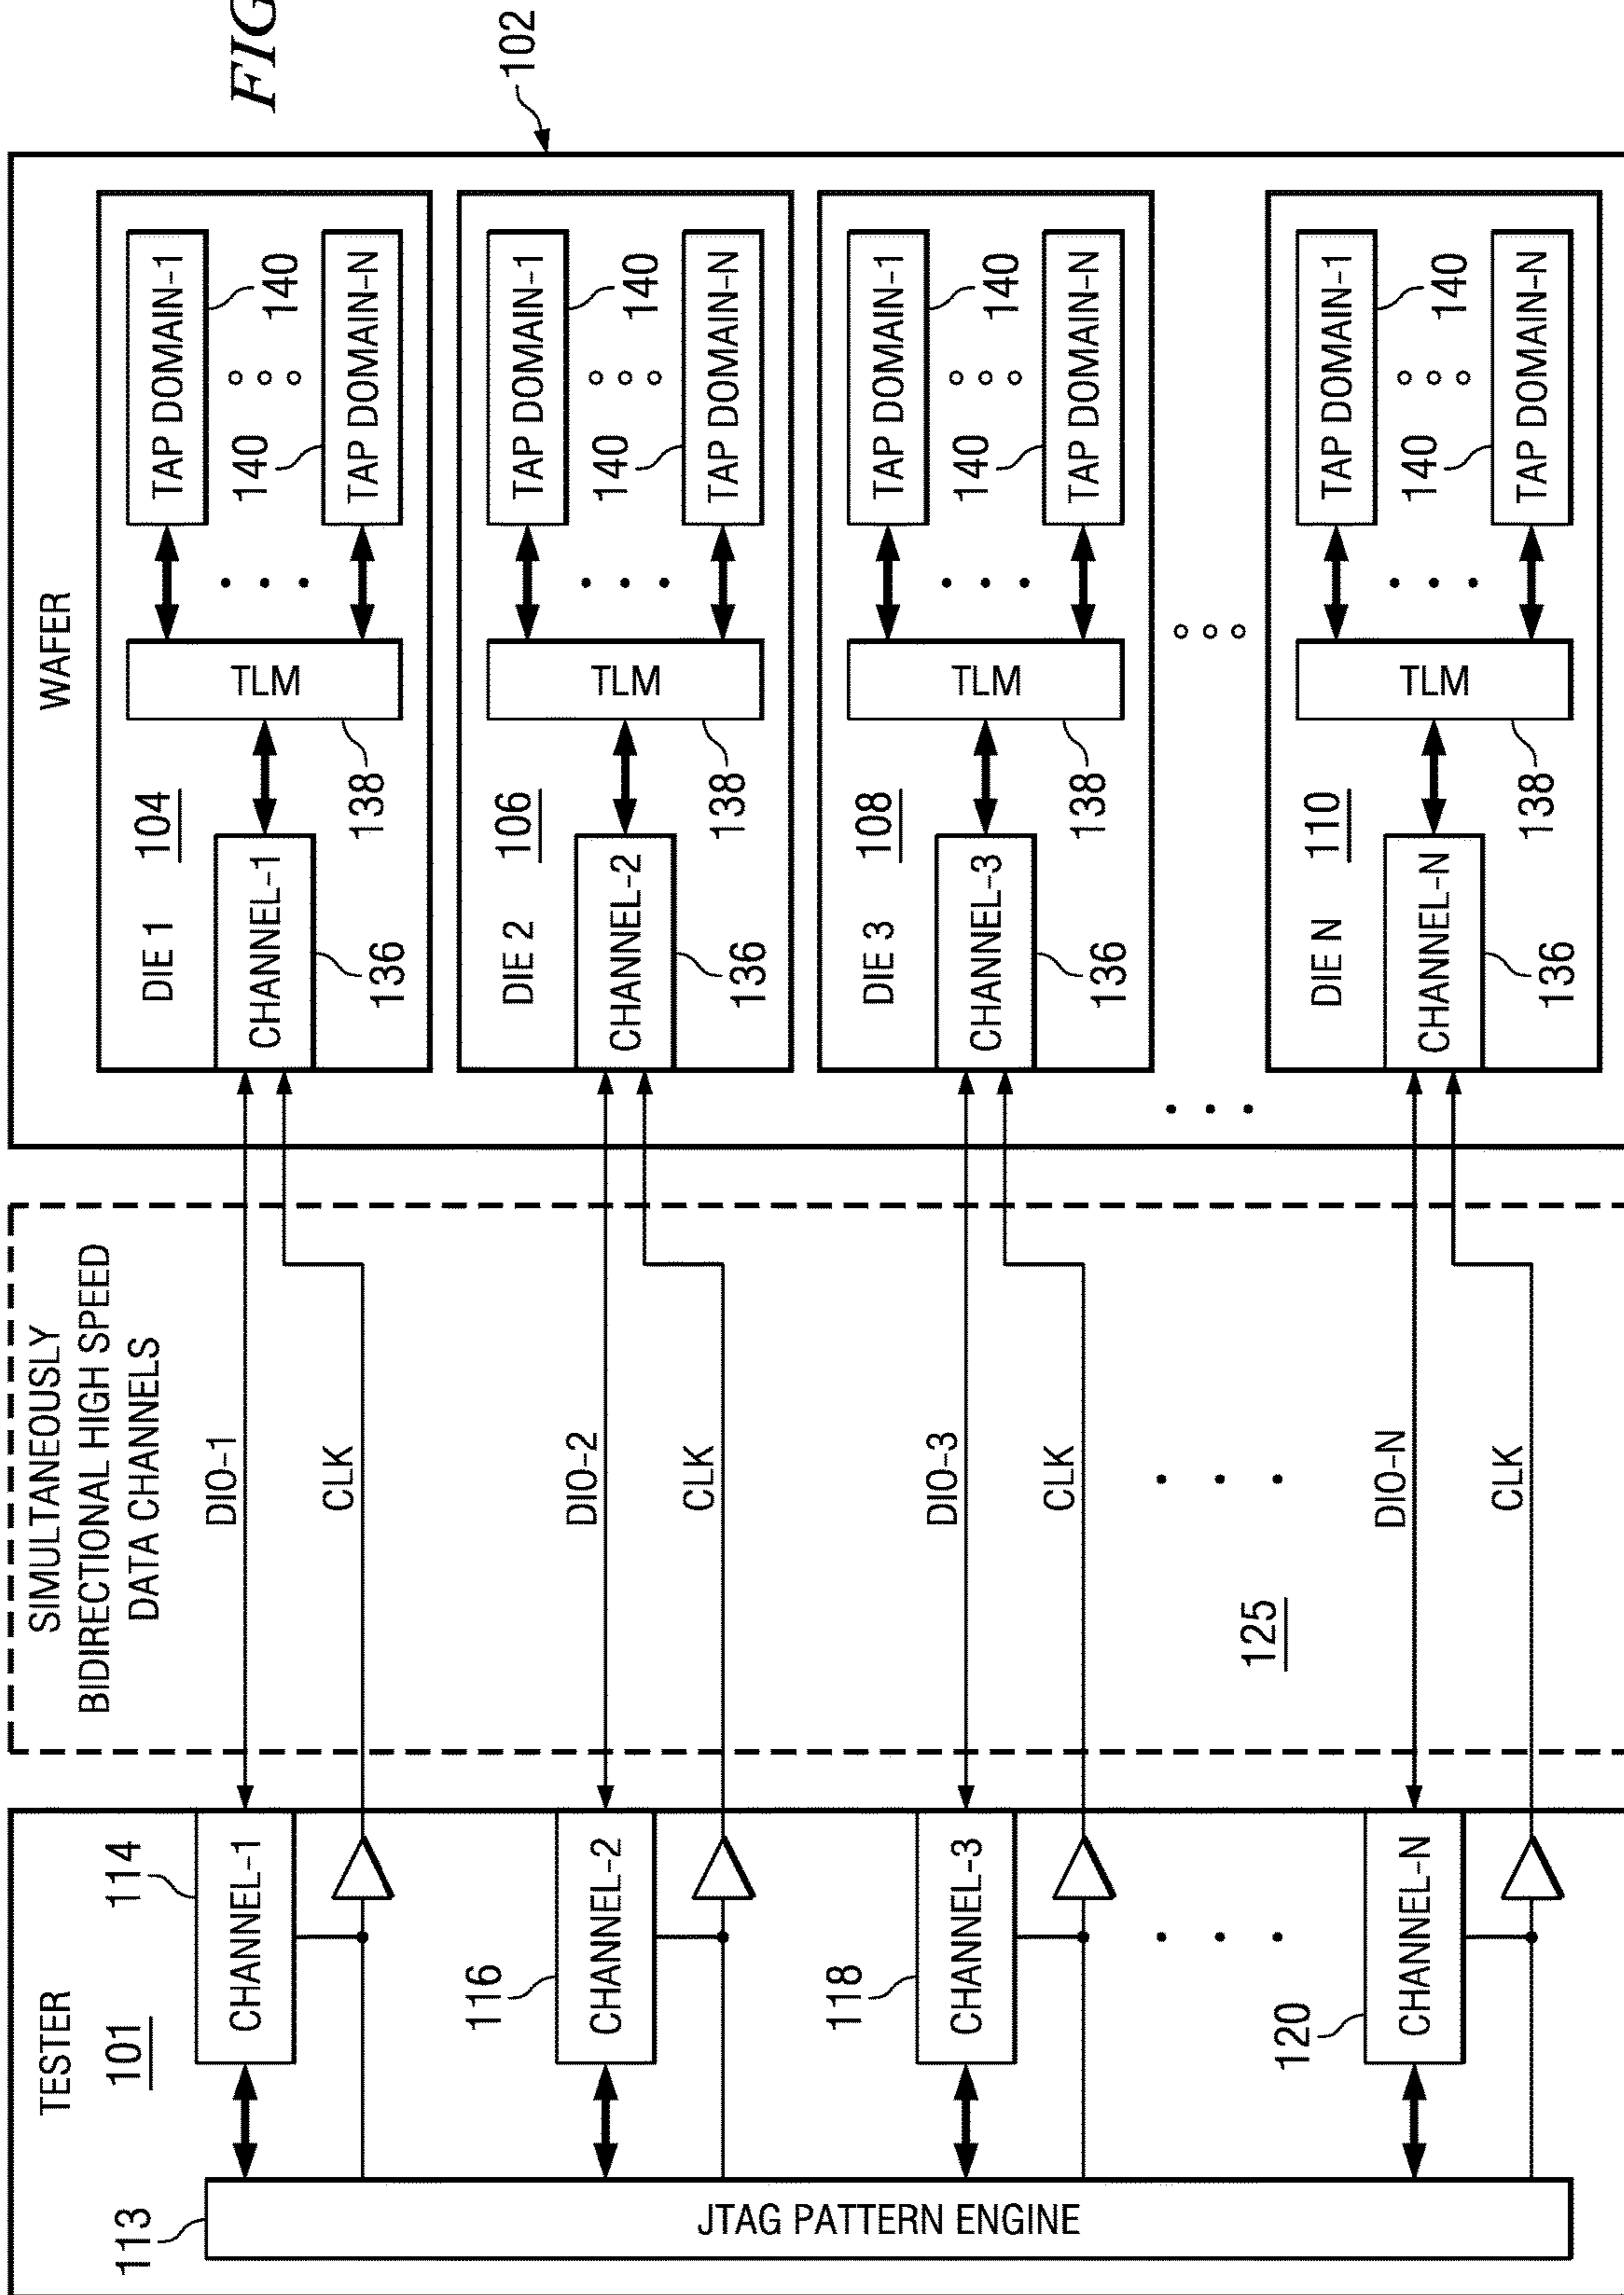 FIG
102
WAFER
DIE 1
104
CHANNEL-1
136
TLM
138
TAP DOMAIN-1
140
140
TAP DOMAIN-N
DIE 2
106
CHANNEL-2
136
TLM
138
TAP DOMAIN-1
140
140
TAP DOMAIN-N
DIE 3
108
CHANNEL-3
136
TLM
138
TAP DOMAIN-1
140
140
TAP DOMAIN-N
DIE N
110
CHANNEL-N
136
TLM
138
TAP DOMAIN-1
140
140
TAP DOMAIN-N
SIMULTANEOUSLY
BIDIRECTIONAL HIGH SPEED
DATA CHANNELS
DIO-1
CLK
DIO-2
CLK
DIO-3
CLK
DIO-N
CLK
125
TESTER
101
114
CHANNEL-1
116
CHANNEL-2
118
CHANNEL-3
120
CHANNEL-N
113
JTAG PATTERN ENGINE